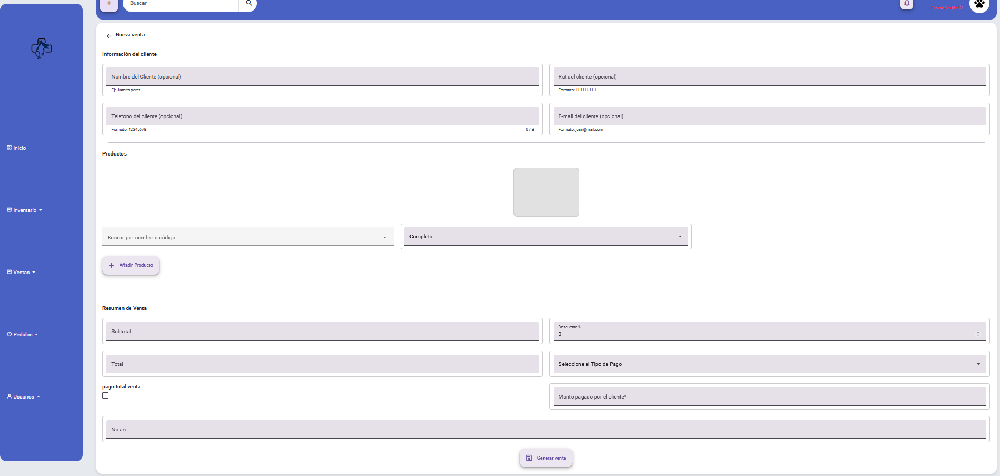 Buscar
Cerrar Sesión
Nueva venta
Información del cliente
Nombre del Cliente (opcional)
Ej: Juanito perez
Rut del cliente (opcional)
Formato: 11111111-1
Telefono del cliente (opcional)
Formato: 12345678
0 / 8
E-mail del cliente (opcional)
Formato: juan@mail.com
Inicio
Productos
Inventario
Buscar por nombre o código
Completo
Añadir Producto
Ventas
Resumen de Venta
Subtotal
Descuento %
0
Pedidos
Total
Seleccione el Tipo de Pago
pago total venta
Monto pagado por el cliente*
Usuarios
Notas
Generar venta